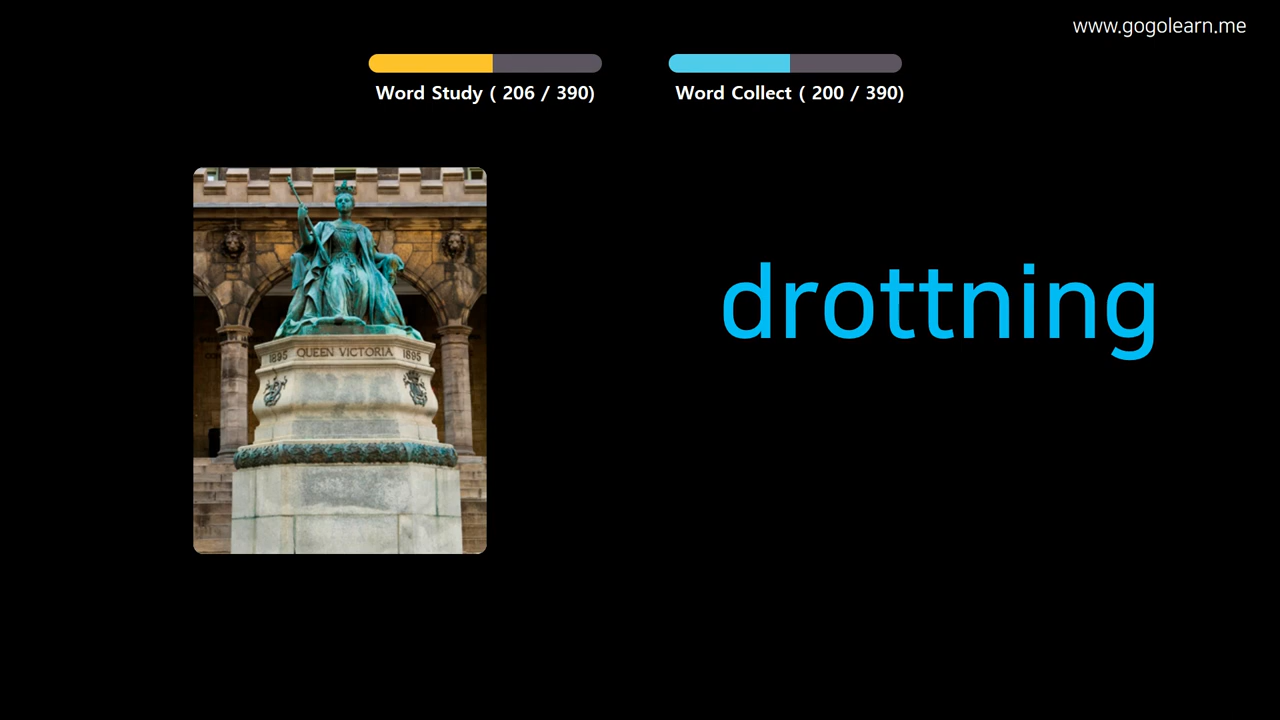 www.gogolearn.me
Word Study ( 206 / 390)
Word Collect ( 200 / 390)
drottning
1895 QUEEN VICTORIA 1895